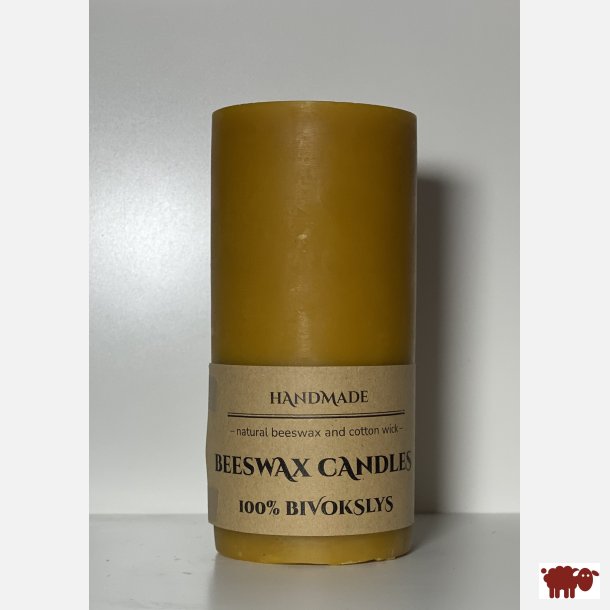 HANDMADE
-natural beeswax and cotton wick-
BEESWAX CANDLES
100% BIVOKSLYS